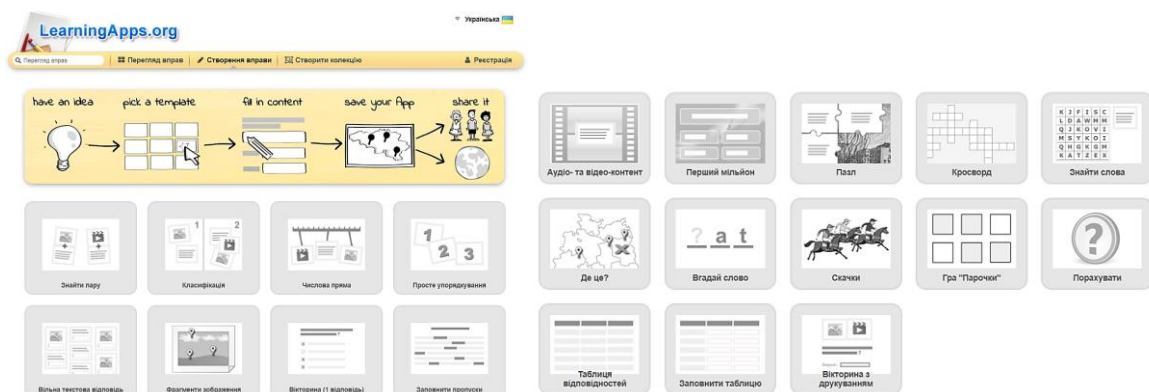 LearningApps.org
Українська
Перегляд вправ
Перегляд вправ
Створення вправи
Створити колекцію
Реєстрація
have an idea
pick a template
fill in content
save your App
share it
Знайти пару
Класифікація
Числова пряма
Просте упорядкування
Вільна текстова відповідь
Фрагменти зображення
Вікторина (1 відповідь)
Заповнити пропуски
Аудіо- та відео-контент
Перший мільйон
Пазл
Кросворд
K J F I S C
L D A W M H
Q J K O V I
M S Y K G I
Q H G K G H
K A T Z E K
Знайти слова
Де це?
? a t
Вгадай слово
Скачки
Гра "Парочки"
?
Порахувати
Таблиця
відповідностей
Заповнити таблицю
Вікторина з
друкуванням